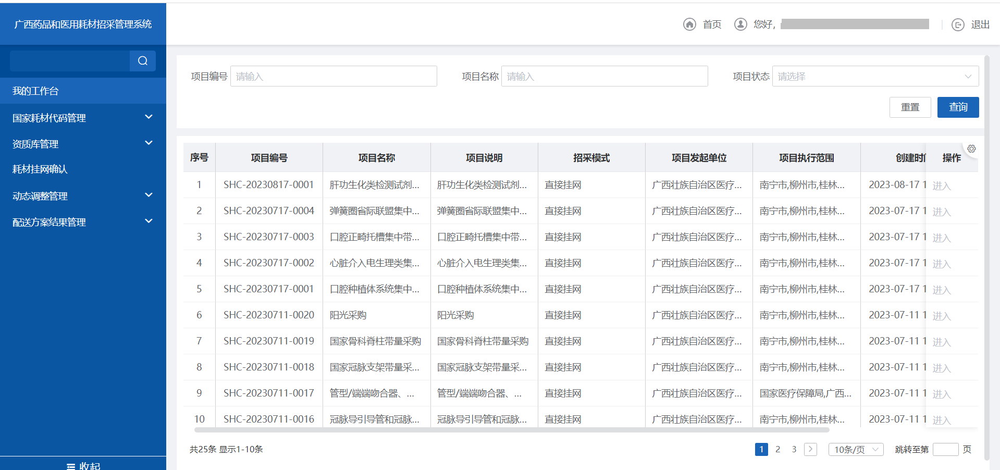 广西药品和医用耗材招采管理系统
首页 您好, 退出
我的工作台
国家耗材代码管理
资质库管理
耗材挂网确认
动态调整管理
配送方案结果管理
收起
项目编号 请输入 项目名称 请输入 项目状态 请选择
重置 查询
序号 项目编号 项目名称 项目说明 招采模式 项目发起单位 项目执行范围 创建时 操作
1 SHC-20230817-0001 肝功生化类检测试剂... 肝功生化类检测试剂... 直接挂网 广西壮族自治区医疗... 南宁市,柳州市,桂林... 2023-08-17 1 进入
2 SHC-20230717-0004 弹簧圈省际联盟集中... 弹簧圈省际联盟集中... 直接挂网 广西壮族自治区医疗... 南宁市,柳州市,桂林... 2023-07-17 1 进入
3 SHC-20230717-0003 口腔正畸托槽集中带... 口腔正畸托槽集中带... 直接挂网 广西壮族自治区医疗... 南宁市,柳州市,桂林... 2023-07-17 1 进入
4 SHC-20230717-0002 心脏介入电生理类集... 心脏介入电生理类集... 直接挂网 广西壮族自治区医疗... 南宁市,柳州市,桂林... 2023-07-17 1 进入
5 SHC-20230717-0001 口腔种植体系统集中... 口腔种植体系统集中... 直接挂网 广西壮族自治区医疗... 南宁市,柳州市,桂林... 2023-07-17 1 进入
6 SHC-20230711-0020 阳光采购 阳光采购 直接挂网 广西壮族自治区医疗... 南宁市,柳州市,桂林... 2023-07-11 1 进入
7 SHC-20230711-0019 国家骨科脊柱带量采购 国家骨科脊柱带量采购 直接挂网 广西壮族自治区医疗... 南宁市,柳州市,桂林... 2023-07-11 1 进入
8 SHC-20230711-0018 国家冠脉支架带量采... 国家冠脉支架带量采... 直接挂网 广西壮族自治区医疗... 南宁市,柳州市,桂林... 2023-07-11 1 进入
9 SHC-20230711-0017 管型/端端吻合器、... 管型/端端吻合器、... 直接挂网 广西壮族自治区医疗... 国家医疗保障局,广西... 2023-07-11 1 进入
10 SHC-20230711-0016 冠脉导引导管和冠脉... 冠脉导引导管和冠脉... 直接挂网 广西壮族自治区医疗... 南宁市,柳州市,桂林... 2023-07-11 1 进入
共25条 显示1-10条 1 2 3 10条/页 跳转至第 页